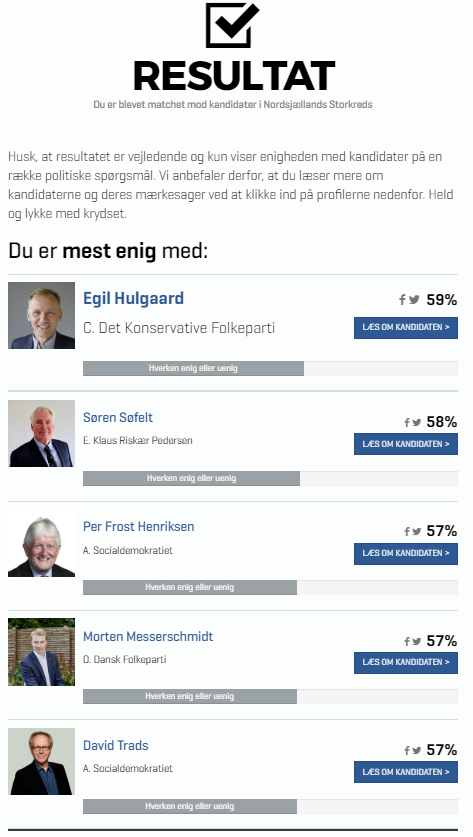 RESULTAT
Du er blevet matchet mod kandidater i Nordsjællands Storkreds
Husk, at resultatet er vejledende og kun viser enigheden med kandidater på en
række politiske spørgsmål. Vi anbefaler derfor, at du læser mere om
kandidaterne og deres mærkesager ved at klikke ind på profilerne nedenfor. Held
og lykke med krydset.
Du er mest enig med:
Egil Hulgaard
59%
C. Det Konservative Folkeparti
LÆS OM KANDIDATEN >
Hverken enig eller uenig
Søren Søfelt
58%
E. Klaus Riskær Pedersen
LÆS OM KANDIDATEN >
Hverken enig eller uenig
Per Frost Henriksen
57%
A. Socialdemokratiet
LÆS OM KANDIDATEN >
Hverken enig eller uenig
Morten Messerschmidt
57%
O. Dansk Folkeparti
LÆS OM KANDIDATEN >
Hverken enig eller uenig
David Trads
57%
A. Socialdemokratiet
LÆS OM KANDIDATEN >
Hverken enig eller uenig